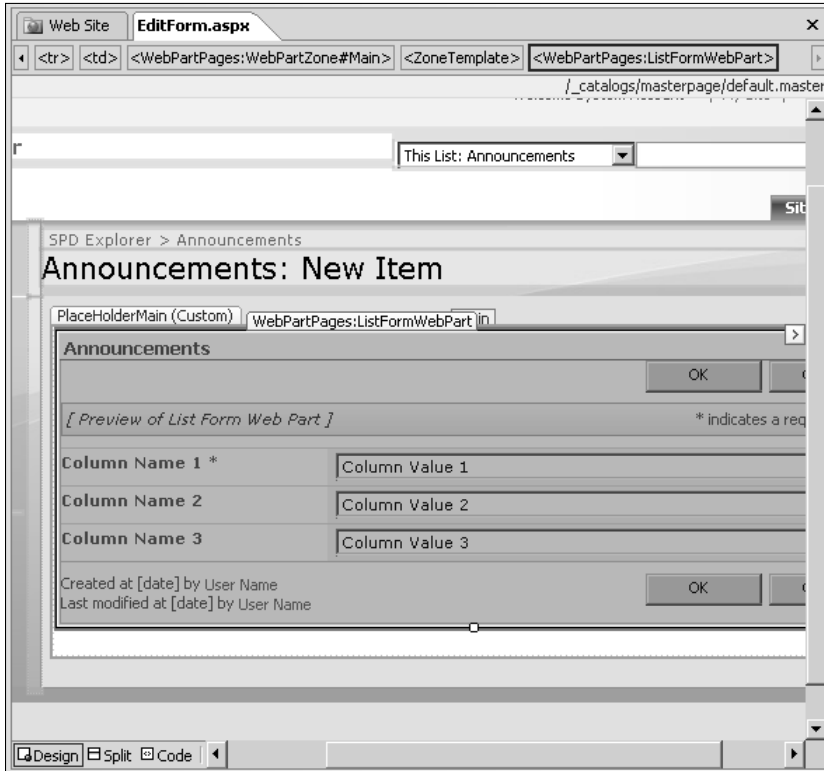 Web Site
EditForm.aspx
<tr> <td> <WebPartPages:WebPartZone#Main> <ZoneTemplate> <WebPartPages:ListFormWebPart>
/_catalogs/masterpage/default.master
r
This List: Announcements
Sit
SPD Explorer > Announcements
Announcements: New Item
PlaceHolderMain (Custom)
WebPartPages:ListFormWebPart
in
Announcements
OK
[ Preview of List Form Web Part ]
* indicates a req
Column Name 1 *
Column Value 1
Column Name 2
Column Value 2
Column Name 3
Column Value 3
Created at [date] by User Name
Last modified at [date] by User Name
OK
Design Split Code